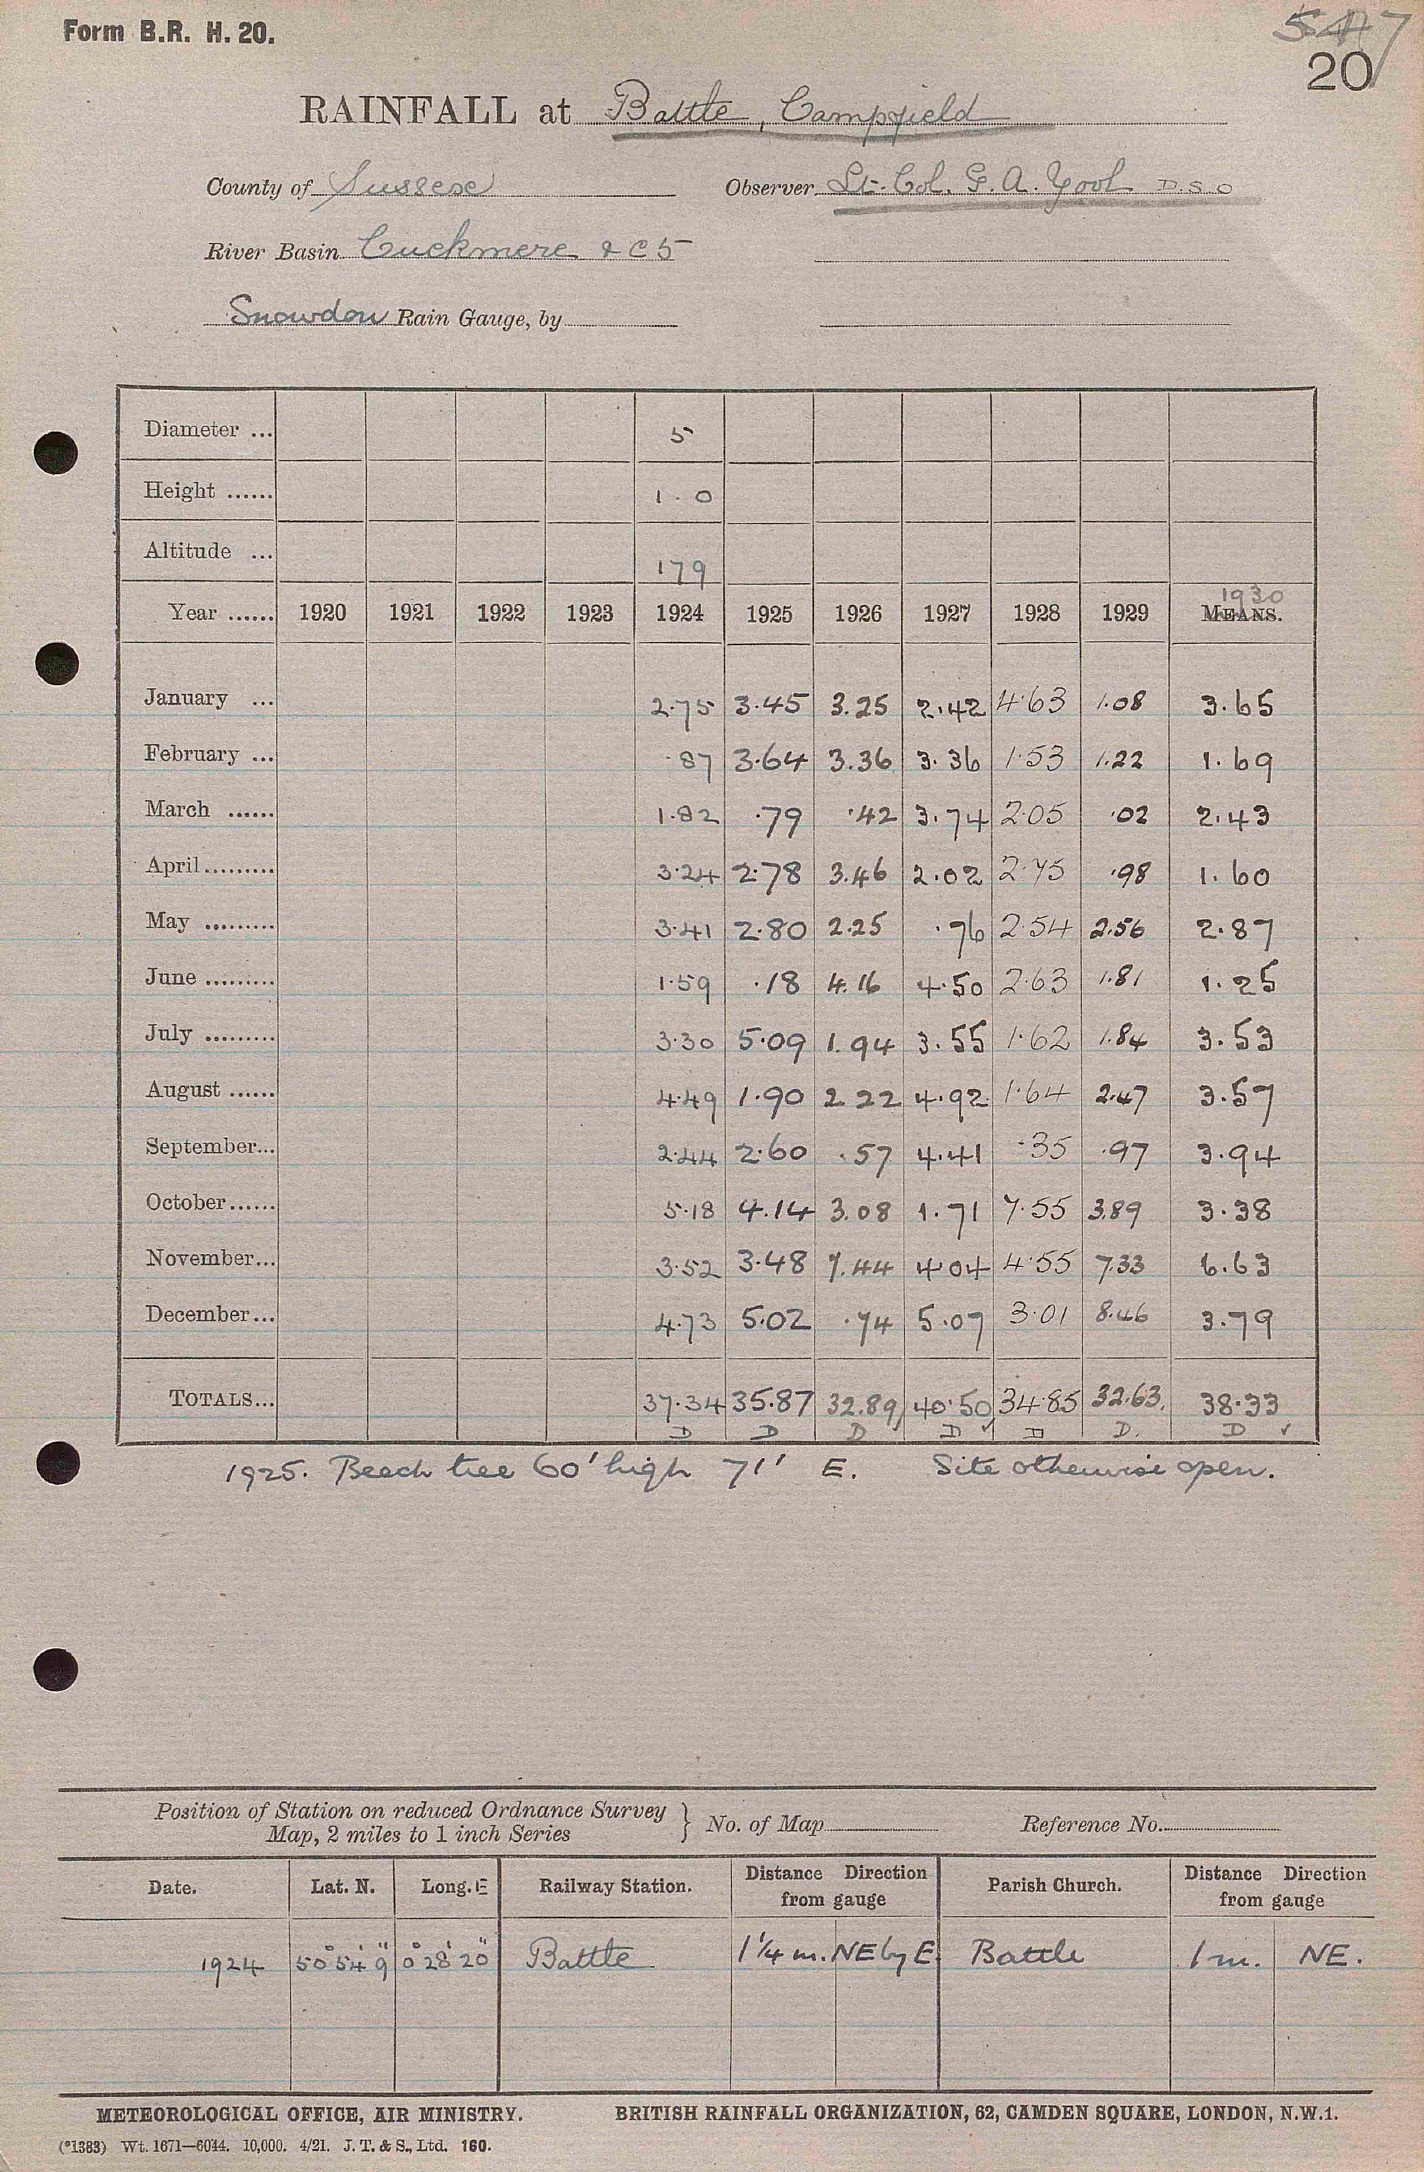 Form B.R. H. 20.
547
20
RAINFALL at Battle, Campfield
County of Sussex Observer Lt. Col. G. A. Yool D.S.O
River Basin Cuckmere & C 5
Snowdon Rain Gauge, by
Diameter ... 5
Height ...... 1.0
Altitude ... 179
1930
Year ...... 1920 1921 1922 1923 1924 1925 1926 1927 1928 1929 MEANS.
January ... 2.75 3.45 3.25 2.42 4.63 1.08 3.65
February ... .87 3.64 3.36 3.36 1.53 1.22 1.69
March ...... 1.82 .79 .42 3.74 2.05 .02 2.43
April ......... 3.24 2.78 3.46 2.02 2.75 .98 1.60
May ......... 3.41 2.80 2.25 .76 2.54 2.56 2.87
June ......... 1.59 .18 4.16 4.50 2.63 1.81 1.25
July ......... 3.30 5.09 1.94 3.55 1.62 1.84 3.53
August ...... 4.49 1.90 2 22 4.92 1.64 2.47 3.57
September... 2.44 2.60 .57 4.41 .35 .97 3.94
October...... 5.18 4.14 3.08 1.71 7.55 3.89 3.38
November... 3.52 3.48 7.44 4.04 4.55 7.33 6.63
December... 4.73 5.02 .74 5.07 3.01 8.46 3.79
TOTALS... 37.34 35.87 32.89 40.50 34.85 32.63. 38.33
D D D D ✓ D D. D ✓
1925. Beech tree 60' high 71' E. Site otherwise open.
Position of Station on reduced Ordnance Survey
Map, 2 miles to 1 inch Series } No. of Map Reference No.
Date. Lat. N. Long. E Railway Station. Distance Direction from gauge Parish Church. Distance Direction from gauge
1924 50° 54' 9" 0° 28' 20" Battle 1¼ m. NE by E. Battle 1 m. NE.
METEOROLOGICAL OFFICE, AIR MINISTRY. BRITISH RAINFALL ORGANIZATION, 62, CAMDEN SQUARE, LONDON, N.W.1.
(*1383) Wt. 1671—6044. 10,000. 4/21. J. T. & S., Ltd. 160.